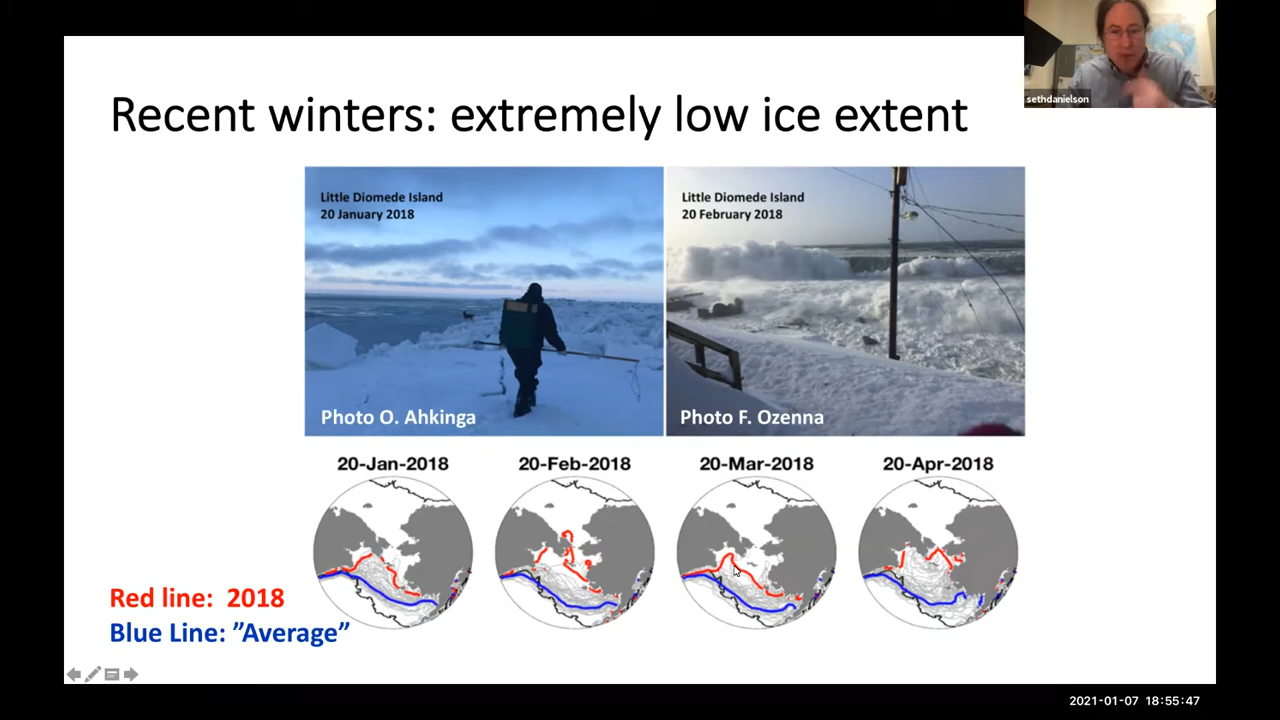 sethdanielson
Recent winters: extremely low ice extent
Little Diomede Island
20 January 2018
Little Diomede Island
20 February 2018
Photo O. Ahkinga
Photo F. Ozenna
20-Jan-2018
20-Feb-2018
20-Mar-2018
20-Apr-2018
Red line: 2018
Blue Line: ”Average”
2021-01-07 18:55:47